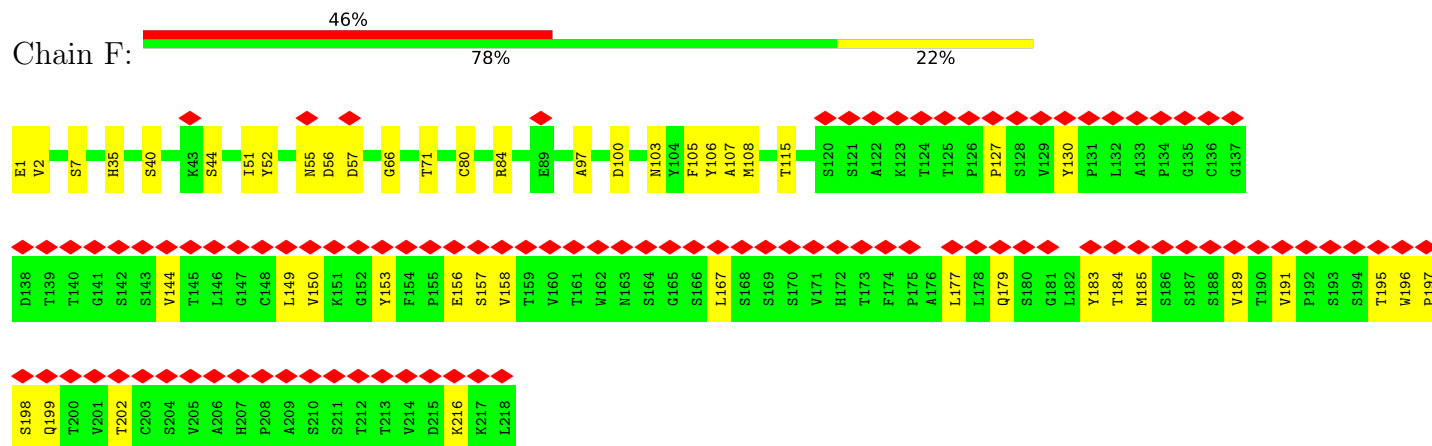 46%
Chain F:
78% 22%
E1 V2 S7 H35 S40 K43 S44 I51 Y52 N55 D56 D57 G66 T71 C80 R84 E89 A97 D100 N103 Y104 F105 Y106 A107 M108 T115 S120 S121 A122 K123 T124 T125 P126 P127 S128 V129 Y130 P131 L132 A133 P134 G135 C136 G137
D138 T139 T140 G141 S142 S143 V144 T145 L146 G147 C148 L149 V150 K151 G152 Y153 F154 P155 E156 S157 V158 T159 V160 T161 W162 N163 S164 G165 S166 L167 S168 S169 S170 V171 H172 T173 F174 P175 A176 L177 L178 Q179 S180 G181 L182 Y183 T184 M185 S186 S187 S188 V189 T190 V191 P192 S193 S194 T195 W196 P197
S198 Q199 T200 V201 T202 C203 S204 V205 A206 H207 P208 A209 S210 S211 T212 T213 V214 D215 K216 K217 L218